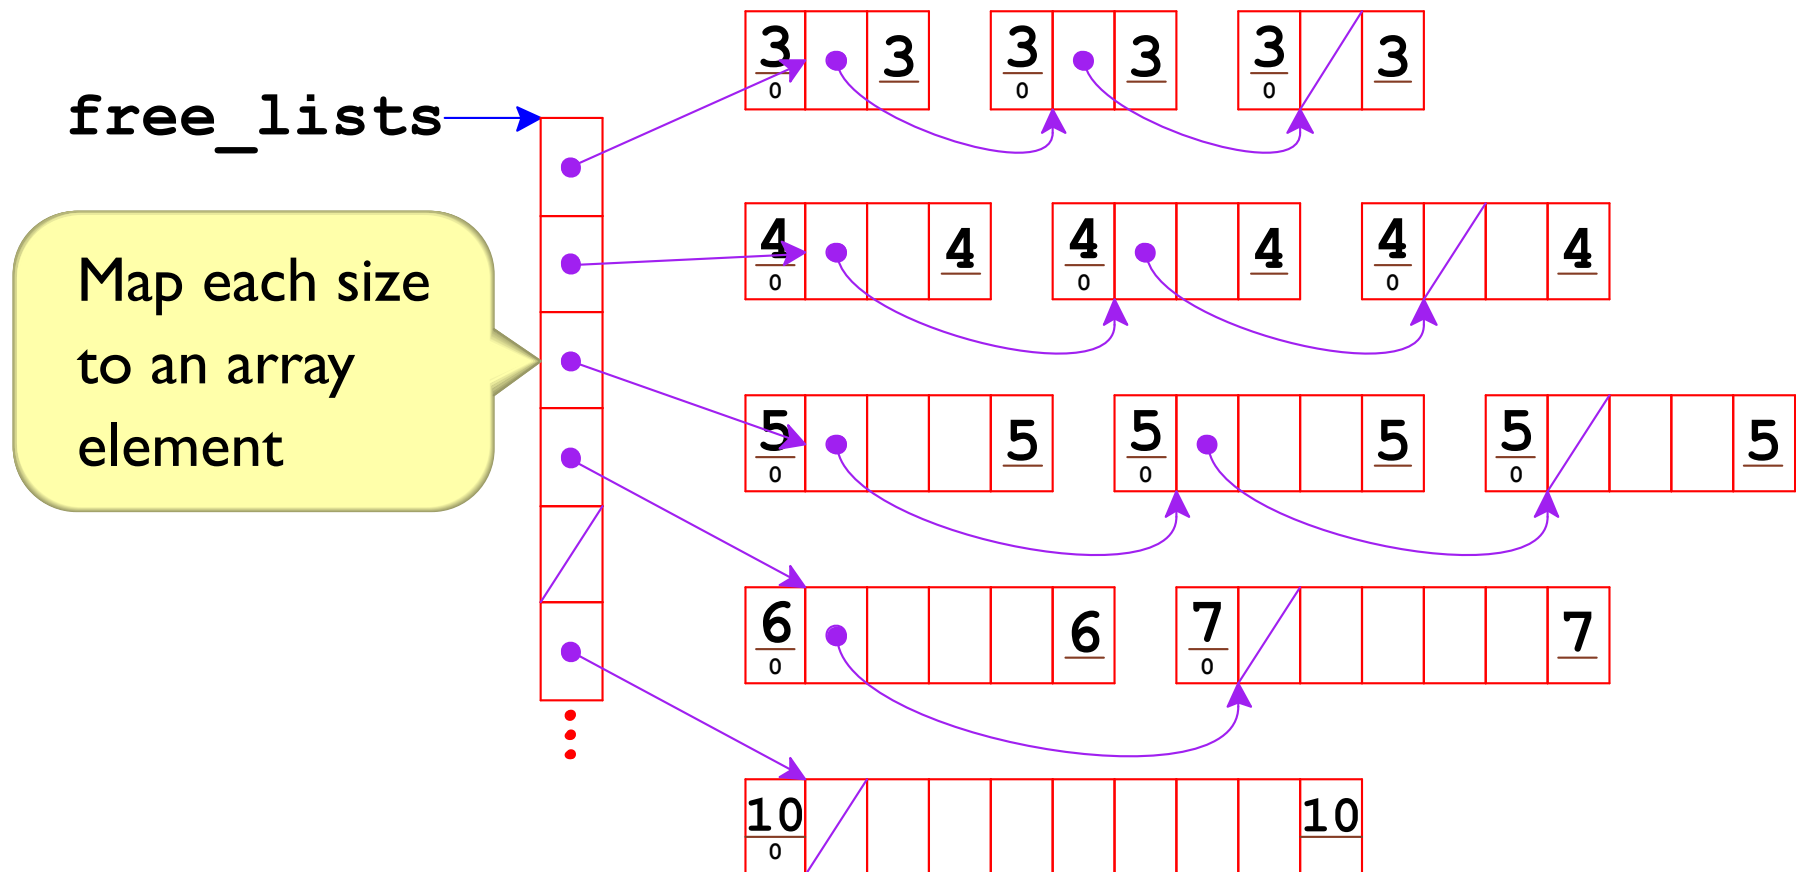 3 3 3 3 3 3
0 0 0
free_lists
4 4 4 4 4 4
0 0 0
Map each size
to an array
element
5 5 5 5 5 5
0 0 0
6 6 7 7
0 0
10 10
0